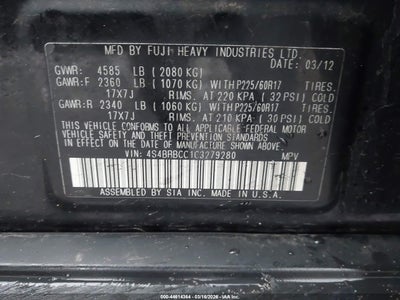 MFD BY FUJI HEAVY INDUSTRIES LTD.
DATE: 03/12
GVWR: 4585 LB (2080 KG)
GAWR:F 2360 LB (1070 KG) WITH P225/60R17 TIRES.
17X7J RIMS. AT 220 KPA ( 32 PSI) COLD
GAWR:R 2340 LB (1060 KG) WITH P225/60R17 TIRES.
17X7J RIMS. AT 210 KPA ( 30 PSI) COLD
THIS VEHICLE CONFORMS TO ALL APPLICABLE FEDERAL MOTOR
VEHICLE SAFETY STANDARDS IN EFFECT ON THE DATE OF
MANUFACTURE SHOWN ABOVE.
VIN: 4S4BRBCC1C3279280 MPV
ASSEMBLED BY SIA INC. MADE IN U.S.A.
000-44614364 - 03/18/2026 - IAA Inc.